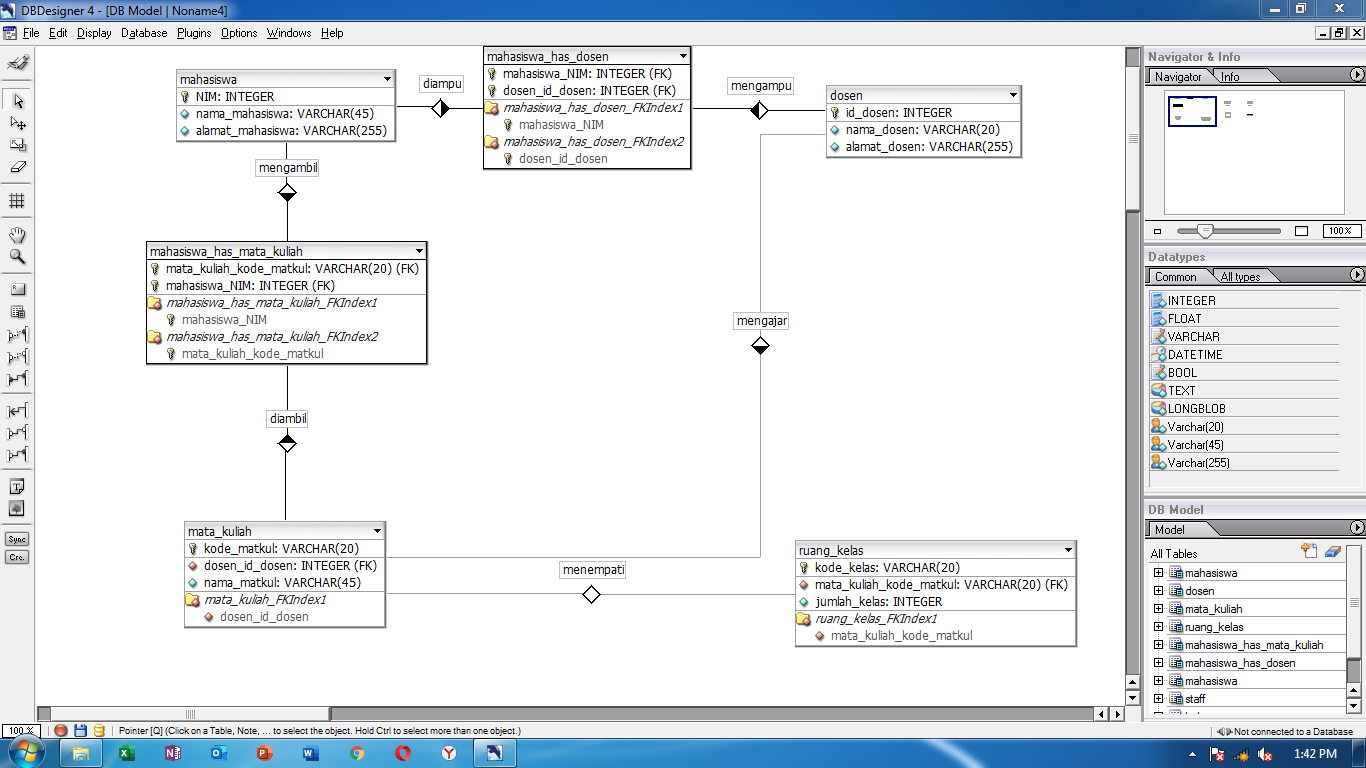 DBDesigner 4 - [DB Model | Noname4]
File Edit Display Database Plugins Options Windows Help
mahasiswa
NIM: INTEGER
nama_mahasiswa: VARCHAR(45)
alamat_mahasiswa: VARCHAR(255)
diampu
mahasiswa_has_dosen
mahasiswa_NIM: INTEGER (FK)
dosen_id_dosen: INTEGER (FK)
mahasiswa_has_dosen_FKIndex1
mahasiswa_NIM
mahasiswa_has_dosen_FKIndex2
dosen_id_dosen
mengampu
dosen
id_dosen: INTEGER
nama_dosen: VARCHAR(20)
alamat_dosen: VARCHAR(255)
mengambil
mahasiswa_has_mata_kuliah
mata_kuliah_kode_matkul: VARCHAR(20) (FK)
mahasiswa_NIM: INTEGER (FK)
mahasiswa_has_mata_kuliah_FKIndex1
mahasiswa_NIM
mahasiswa_has_mata_kuliah_FKIndex2
mata_kuliah_kode_matkul
mengajar
diambil
mata_kuliah
kode_matkul: VARCHAR(20)
dosen_id_dosen: INTEGER (FK)
nama_matkul: VARCHAR(45)
mata_kuliah_FKIndex1
dosen_id_dosen
menempati
ruang_kelas
kode_kelas: VARCHAR(20)
mata_kuliah_kode_matkul: VARCHAR(20) (FK)
jumlah_kelas: INTEGER
ruang_kelas_FKIndex1
mata_kuliah_kode_matkul
Sync
Cre.
Navigator & Info
Navigator Info
100%
Datatypes
Common All types
INTEGER
FLOAT
VARCHAR
DATETIME
BOOL
TEXT
LONGBLOB
Varchar(20)
Varchar(45)
Varchar(255)
DB Model
Model
All Tables
mahasiswa
dosen
mata_kuliah
ruang_kelas
mahasiswa_has_mata_kuliah
mahasiswa_has_dosen
mahasiswa
staff
100 % Pointer [Q] (Click on a Table, Note, ... to select the object. Hold Ctrl to select more than one object.) Not connected to a Database
1:42 PM